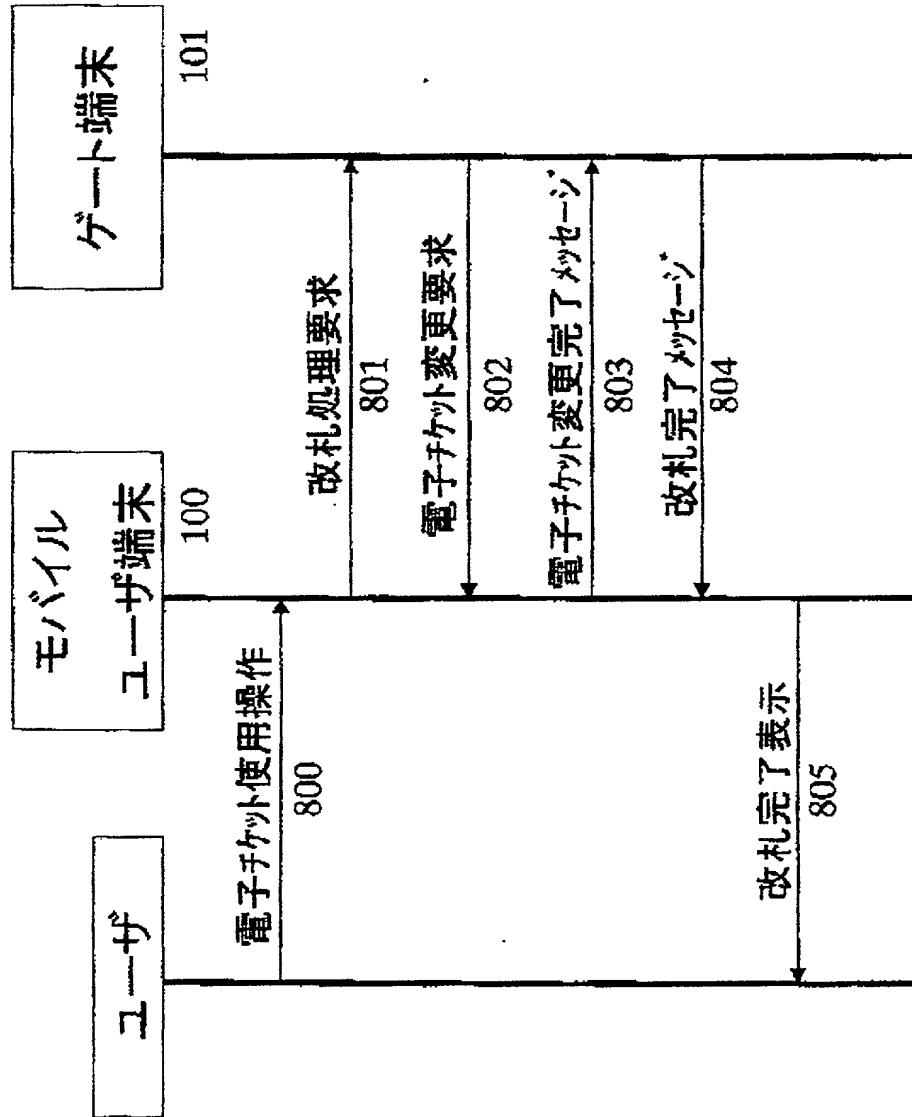 ユーザ
モバイル
ユーザ端末
100
ゲート端末
101
電子チケット使用操作
800
改札処理要求
801
電子チケット変更要求
802
電子チケット変更完了メッセージ
803
改札完了メッセージ
804
改札完了表示
805